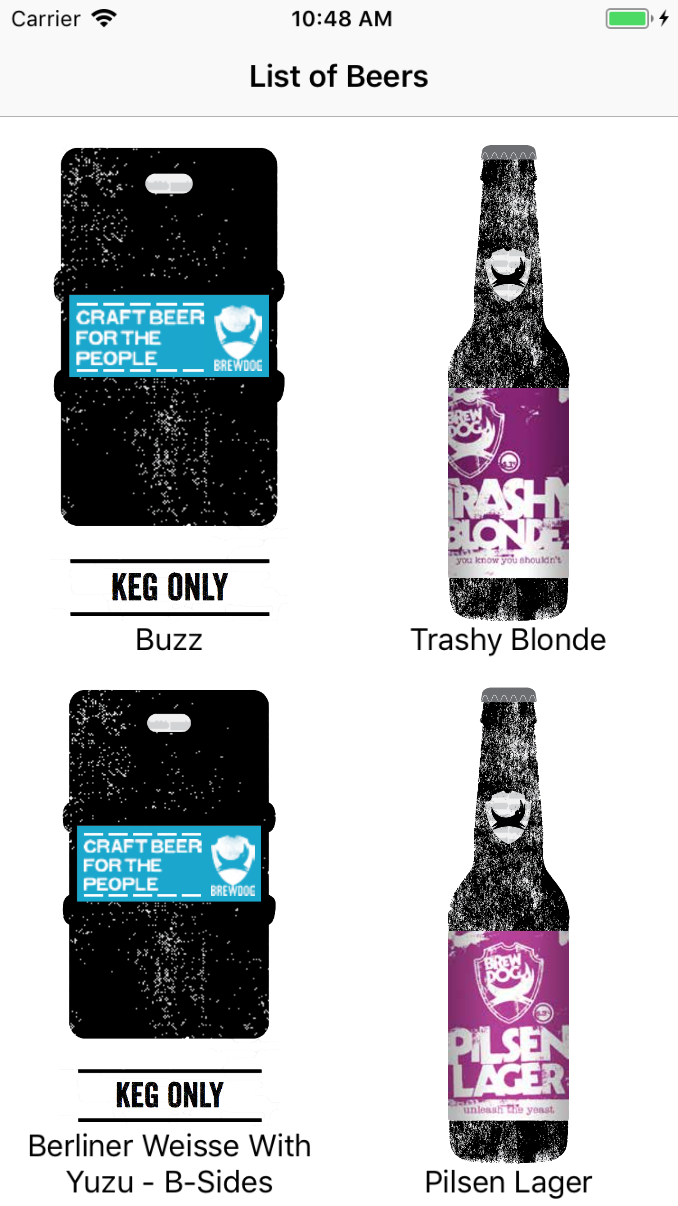 Carrier 10:48 AM
List of Beers
CRAFT BEER
FOR THE
PEOPLE
BREWDOG
KEG ONLY
Buzz
BREW
DOG
TRASHY
BLONDE
you know you shouldn't
Trashy Blonde
CRAFT BEER
FOR THE
PEOPLE
BREWDOG
KEG ONLY
Berliner Weisse With
Yuzu - B-Sides
BREW
DOG
PILSEN
LAGER
unleash the yeast
Pilsen Lager